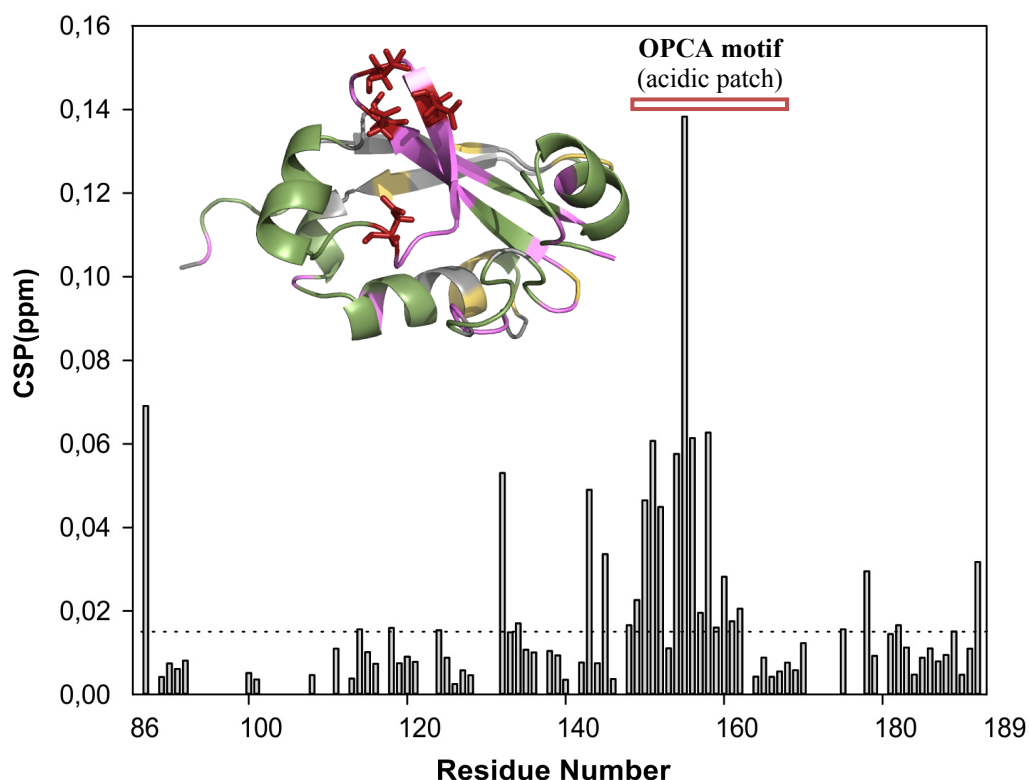 0,16
OPCA motif
(acidic patch)
0,14
0,12
0,10
CSP(ppm)
0,08
0,06
0,04
0,02
0,00
86 100 120 140 160 180 189
Residue Number